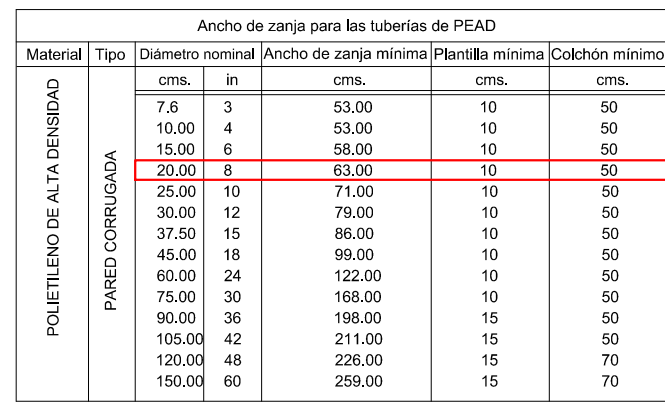 Ancho de zanja para las tuberías de PEAD
Material Tipo Diámetro nominal Ancho de zanja mínima Plantilla mínima Colchón mínimo
cms. in cms. cms. cms.
POLIETILENO DE ALTA DENSIDAD
PARED CORRUGADA
7.6 3 53.00 10 50
10.00 4 53.00 10 50
15.00 6 58.00 10 50
20.00 8 63.00 10 50
25.00 10 71.00 10 50
30.00 12 79.00 10 50
37.50 15 86.00 10 50
45.00 18 99.00 10 50
60.00 24 122.00 10 50
75.00 30 168.00 10 50
90.00 36 198.00 15 50
105.00 42 211.00 15 50
120.00 48 226.00 15 70
150.00 60 259.00 15 70